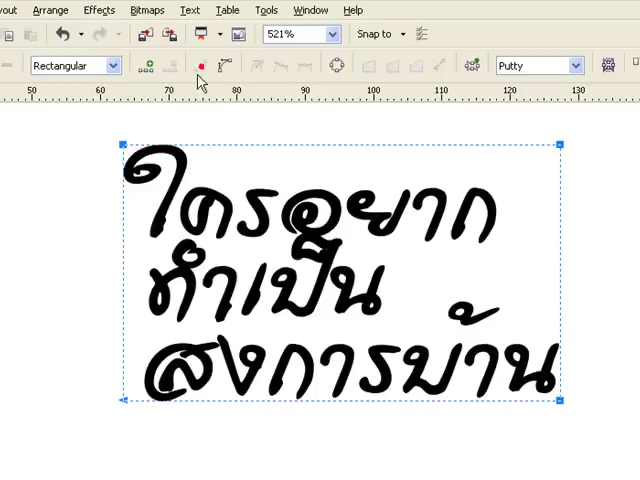 yout Arrange Effects Bitmaps Text Table Tools Window Help
521% Snap to
Rectangular Putty
50 60 70 80 90 100 110 120 130
ใครอยาก
ทำเป็น
สงการบ้าน